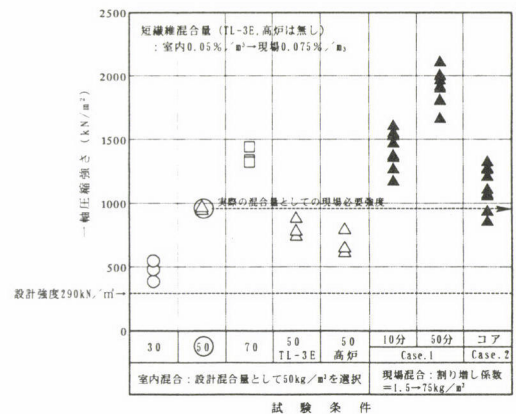 短繊維混合量(TL-3E,高炉は無し)
:室内0.05%/m³→現場0.075%/m₃
一軸圧縮強さ(kN/m²)
2500
2000
1500
1000
500
0
実際の混合量としての現場必要強度
設計強度290kN/㎡→
30
50
70
50
TL-3E
50
高炉
10分
50分
Case.1
コア
Case.2
室内混合:設計混合量として50kg/m³を選択
現場混合:割り増し係数
=1.5→75kg/m³
試験条件